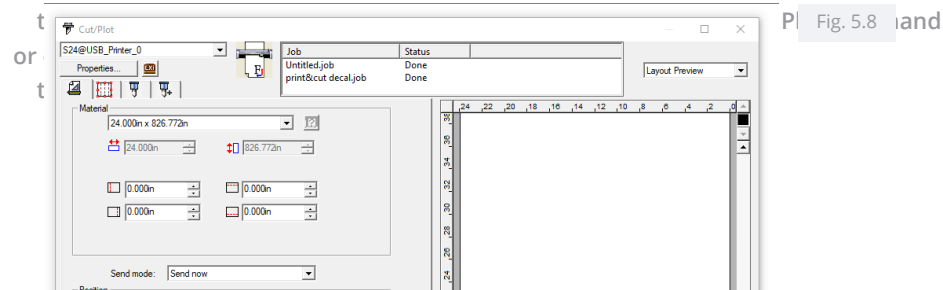 t
Pl
Fig. 5.8
and
or
t
Cut/Plot
S24@USB_Printer_0
Properties...
Job Status
Untitled.job Done
print&cut decal.job Done
Layout Preview
Material
24.000in x 826.772in
24.000in 826.772in
0.000in 0.000in
0.000in 0.000in
Send mode: Send now
24 22 20 18 16 14 12 10 8 6 4 2 0
38
36
34
32
30
28
26
24